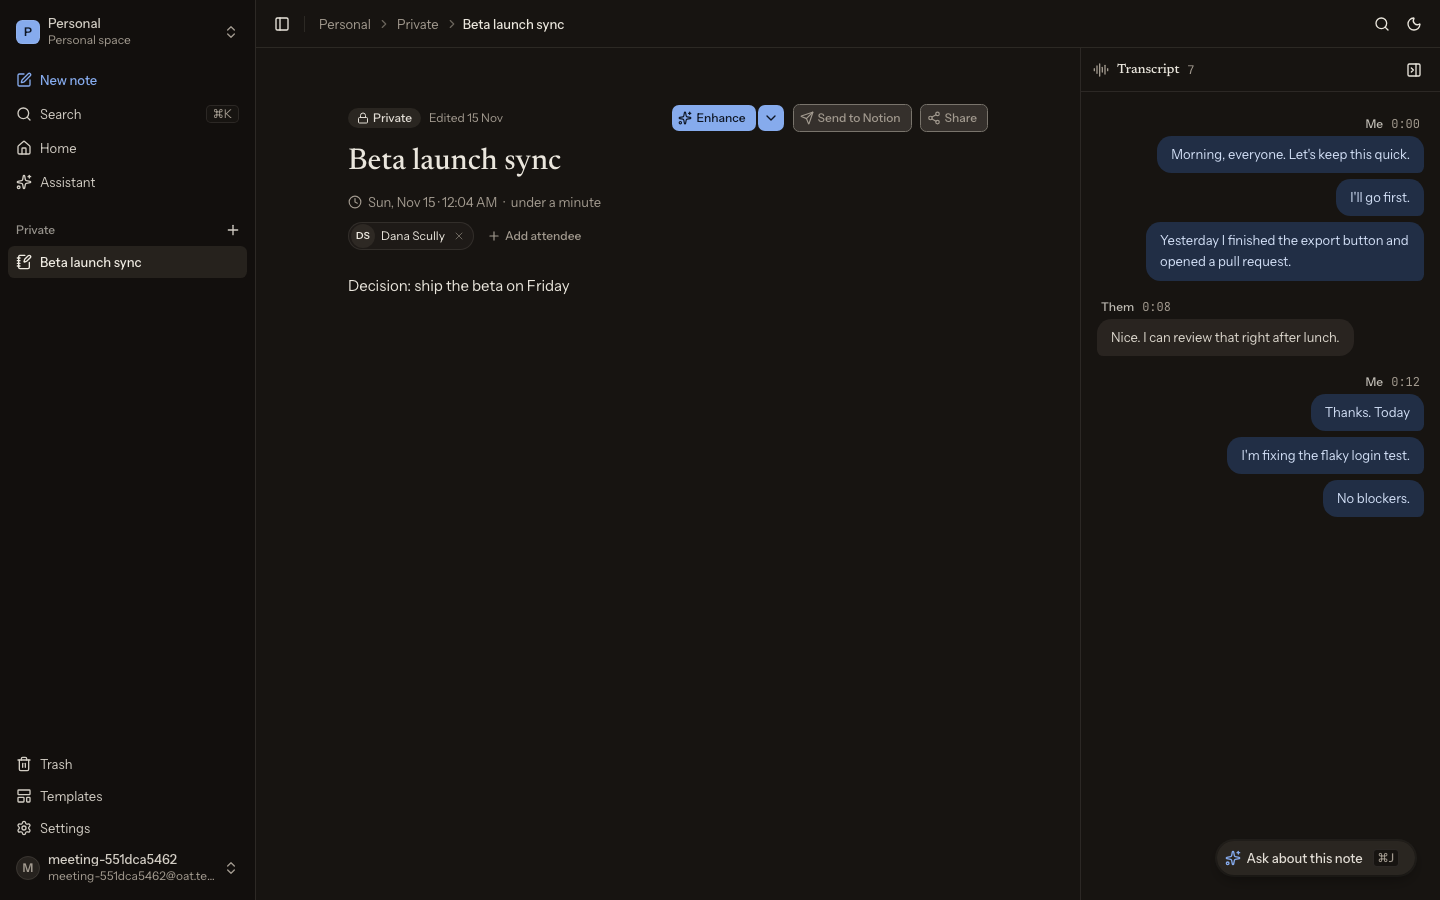 P
Personal
Personal space
New note
Search ⌘K
Home
Assistant
Private
Beta launch sync
Trash
Templates
Settings
M
meeting-551dca5462
meeting-551dca5462@oat.te…
Personal > Private > Beta launch sync
Private Edited 15 Nov
Enhance
Send to Notion
Share
Beta launch sync
Sun, Nov 15 · 12:04 AM · under a minute
DS Dana Scully
Add attendee
Decision: ship the beta on Friday
Transcript 7
Me 0:00
Morning, everyone. Let's keep this quick.
I'll go first.
Yesterday I finished the export button and
opened a pull request.
Them 0:08
Nice. I can review that right after lunch.
Me 0:12
Thanks. Today
I'm fixing the flaky login test.
No blockers.
Ask about this note ⌘J